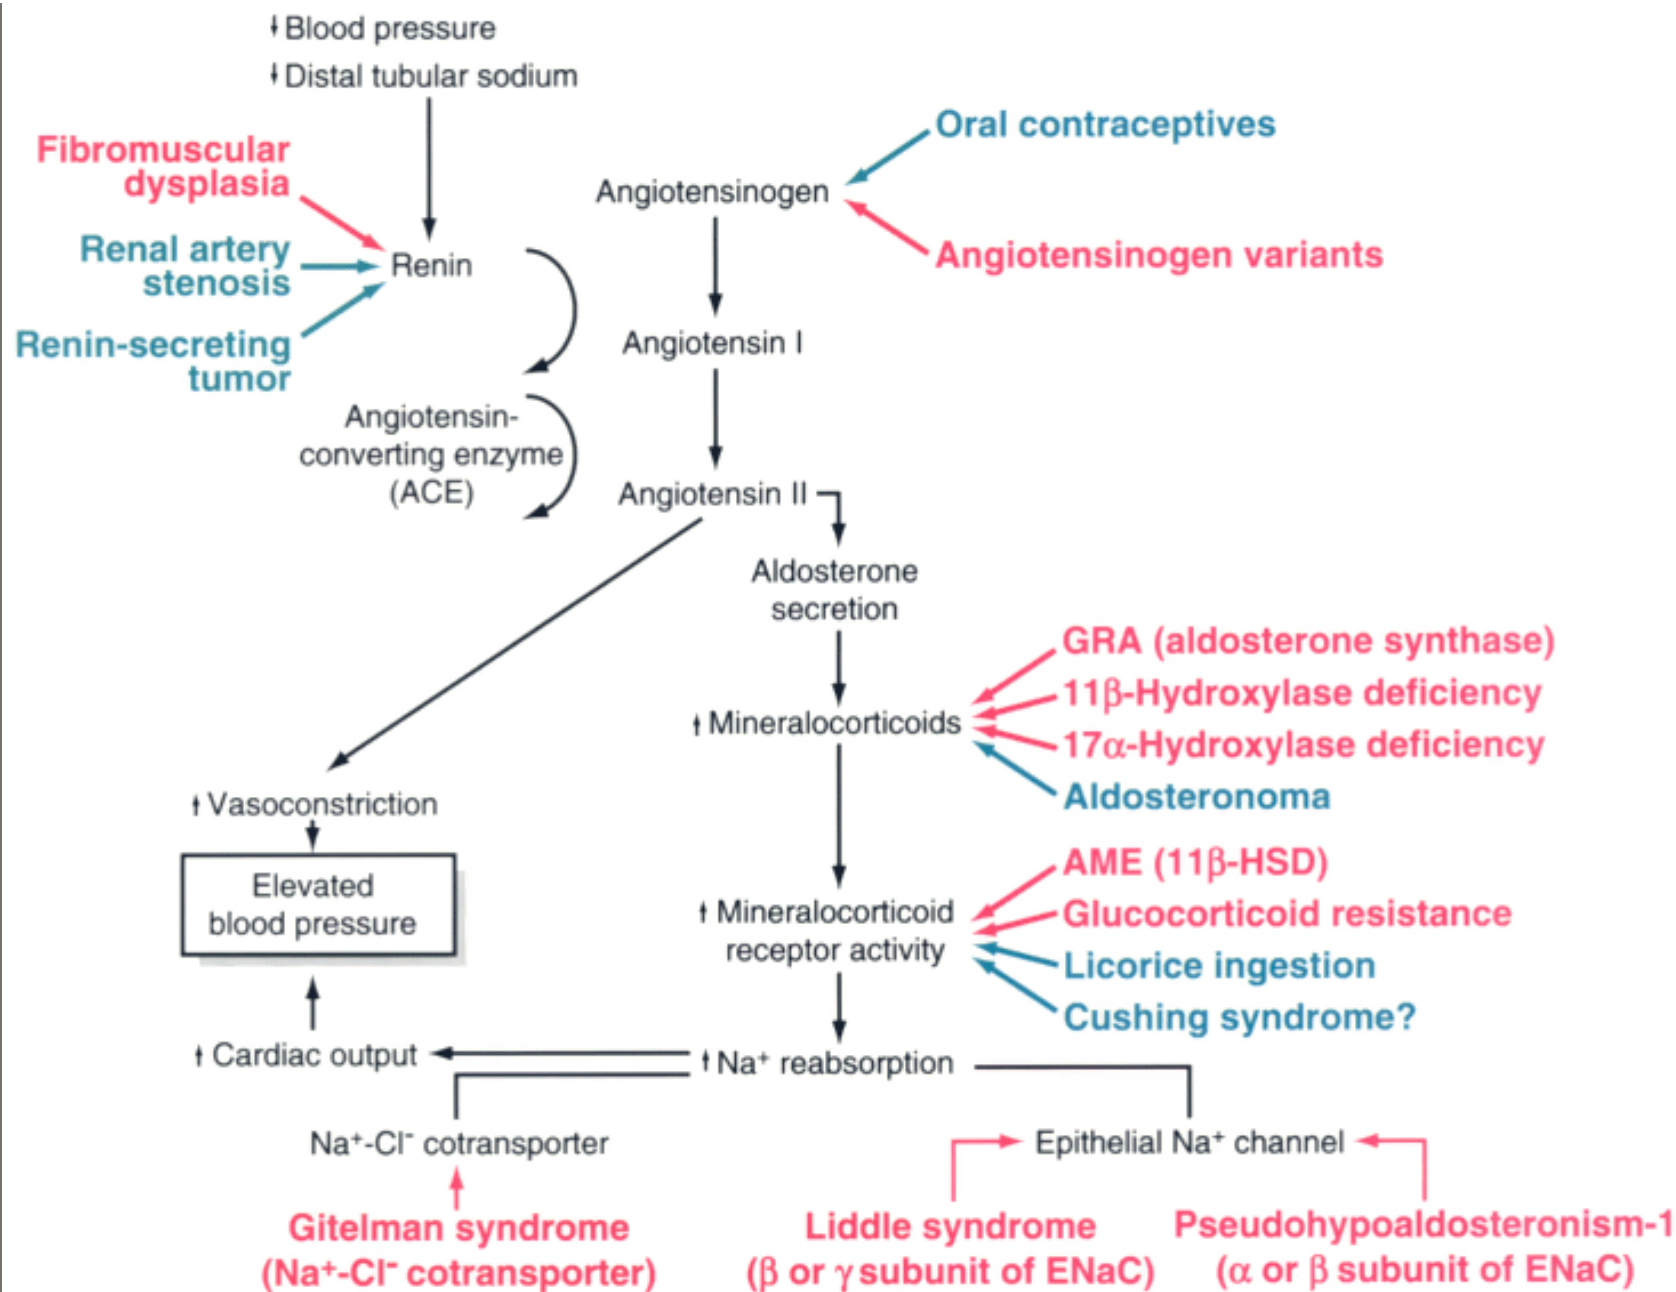 ↓ Blood pressure
↓ Distal tubular sodium
Fibromuscular
dysplasia
Renal artery
stenosis
Renin-secreting
tumor
Renin
Oral contraceptives
Angiotensinogen
Angiotensinogen variants
Angiotensin I
Angiotensin-
converting enzyme
(ACE)
Angiotensin II
Aldosterone
secretion
GRA (aldosterone synthase)
11β-Hydroxylase deficiency
↑ Mineralocorticoids
17α-Hydroxylase deficiency
Aldosteronoma
↑ Vasoconstriction
Elevated
blood pressure
AME (11β-HSD)
↑ Mineralocorticoid
receptor activity
Glucocorticoid resistance
Licorice ingestion
Cushing syndrome?
↑ Cardiac output
↑ Na⁺ reabsorption
Na⁺-Cl⁻ cotransporter
Epithelial Na⁺ channel
Gitelman syndrome
(Na⁺-Cl⁻ cotransporter)
Liddle syndrome
(β or γ subunit of ENaC)
Pseudohypoaldosteronism-1
(α or β subunit of ENaC)